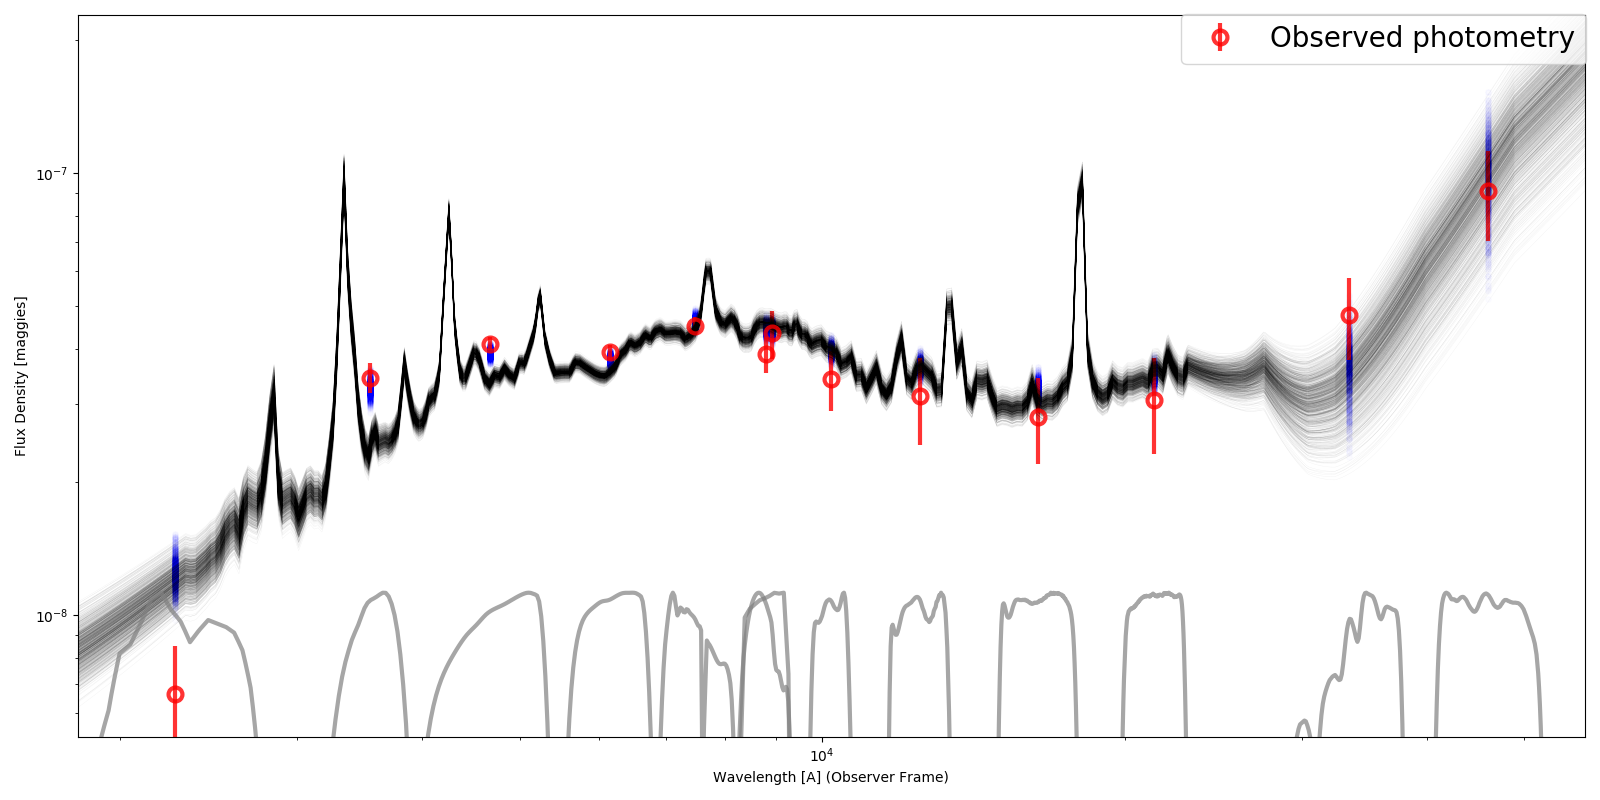 Observed photometry
Flux Density [maggies]
10⁻⁷
10⁻⁸
10⁴
Wavelength [A] (Observer Frame)